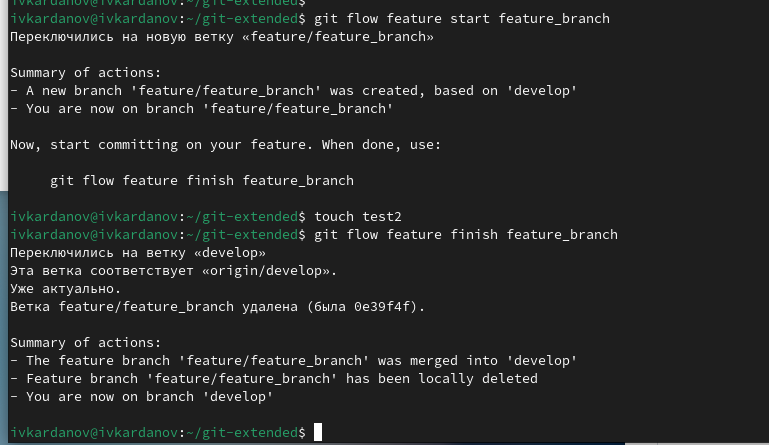 ivkardanov@ivkardanov:~/git-extended$
ivkardanov@ivkardanov:~/git-extended$ git flow feature start feature_branch
Переключились на новую ветку «feature/feature_branch»
Summary of actions:
- A new branch 'feature/feature_branch' was created, based on 'develop'
- You are now on branch 'feature/feature_branch'
Now, start committing on your feature. When done, use:
git flow feature finish feature_branch
ivkardanov@ivkardanov:~/git-extended$ touch test2
ivkardanov@ivkardanov:~/git-extended$ git flow feature finish feature_branch
Переключились на ветку «develop»
Эта ветка соответствует «origin/develop».
Уже актуально.
Ветка feature/feature_branch удалена (была 0e39f4f).
Summary of actions:
- The feature branch 'feature/feature_branch' was merged into 'develop'
- Feature branch 'feature/feature_branch' has been locally deleted
- You are now on branch 'develop'
ivkardanov@ivkardanov:~/git-extended$